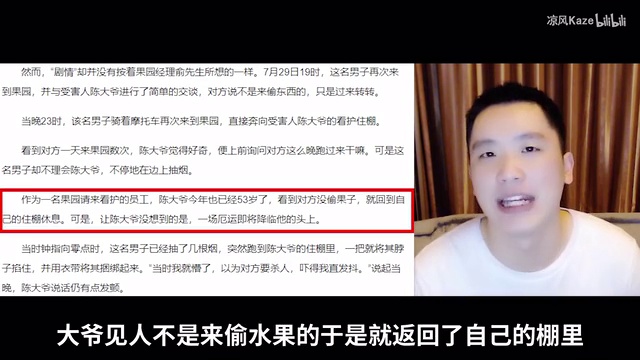 凉风Kaze bilibili
然而，“剧情”却并没有按着果园经理俞先生所想的一样。7月29日19时，这名男子再次来
到果园，并与受害人陈大爷进行了简单的交谈，对方说不是来偷东西的，只是过来转转。
当晚23时，该名男子骑着摩托车再次来到果园，直接奔向受害人陈大爷的看护住棚。
看到对方一天来果园数次，陈大爷觉得好奇，便上前询问对方这么晚跑过来干嘛。可是这
名男子却不理会陈大爷，不停地在边上抽烟。
作为一名果园请来看护的员工，陈大爷今年也已经53岁了，看到对方没偷果子，就回到自
己的住棚休息。可是，让陈大爷没想到的是，一场厄运即将降临他的头上。
当时钟指向零点时，这名男子已经抽了几根烟，突然跑到陈大爷的住棚里，一把就将其脖
子掐住，并用衣带将其捆绑起来。“当时我就懵了，以为对方要杀人，吓得我直发抖。”说起当
晚，陈大爷说话仍有点发颤。
大爷见人不是来偷水果的于是就返回了自己的棚里